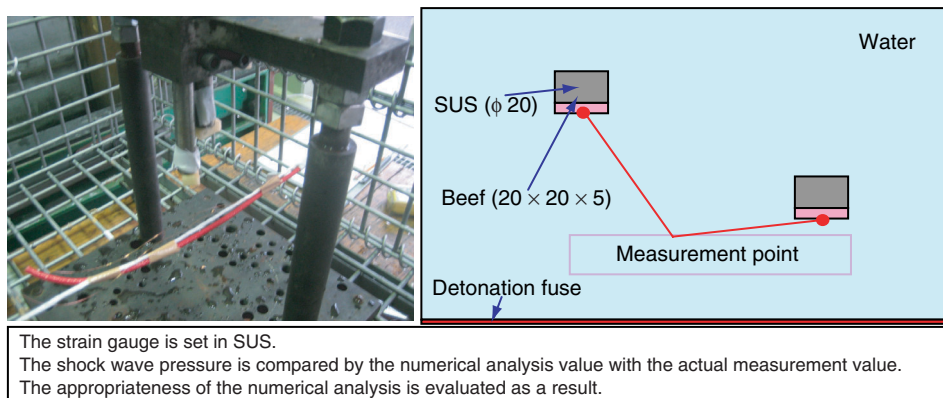 Water
SUS (ϕ 20)
Beef (20 × 20 × 5)
Measurement point
Detonation fuse
The strain gauge is set in SUS.
The shock wave pressure is compared by the numerical analysis value with the actual measurement value.
The appropriateness of the numerical analysis is evaluated as a result.